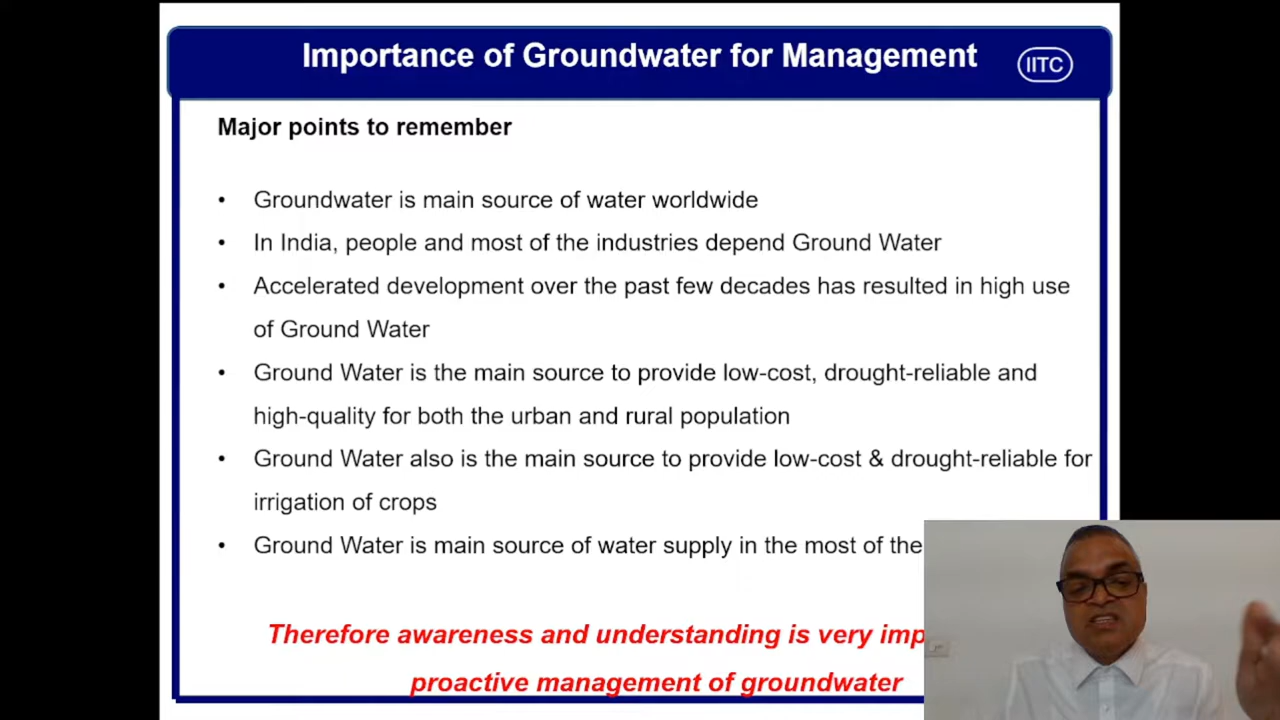 Importance of Groundwater for Management
IITC
Major points to remember
• Groundwater is main source of water worldwide
• In India, people and most of the industries depend Ground Water
• Accelerated development over the past few decades has resulted in high use
of Ground Water
• Ground Water is the main source to provide low-cost, drought-reliable and
high-quality for both the urban and rural population
• Ground Water also is the main source to provide low-cost & drought-reliable for
irrigation of crops
• Ground Water is main source of water supply in the most of the
Therefore awareness and understanding is very
proactive management of groundwater